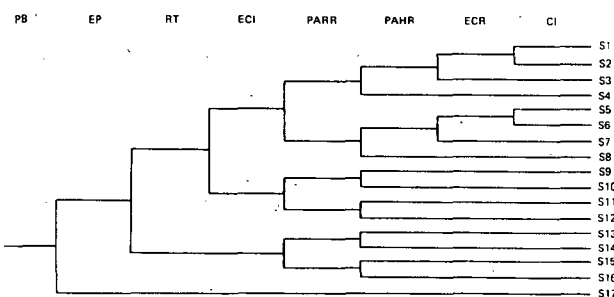 PB EP RT ECI PARR PAHR ECR CI
S1
S2
S3
S4
S5
S6
S7
S8
S9
S10
S11
S12
S13
S14
S15
S16
S17